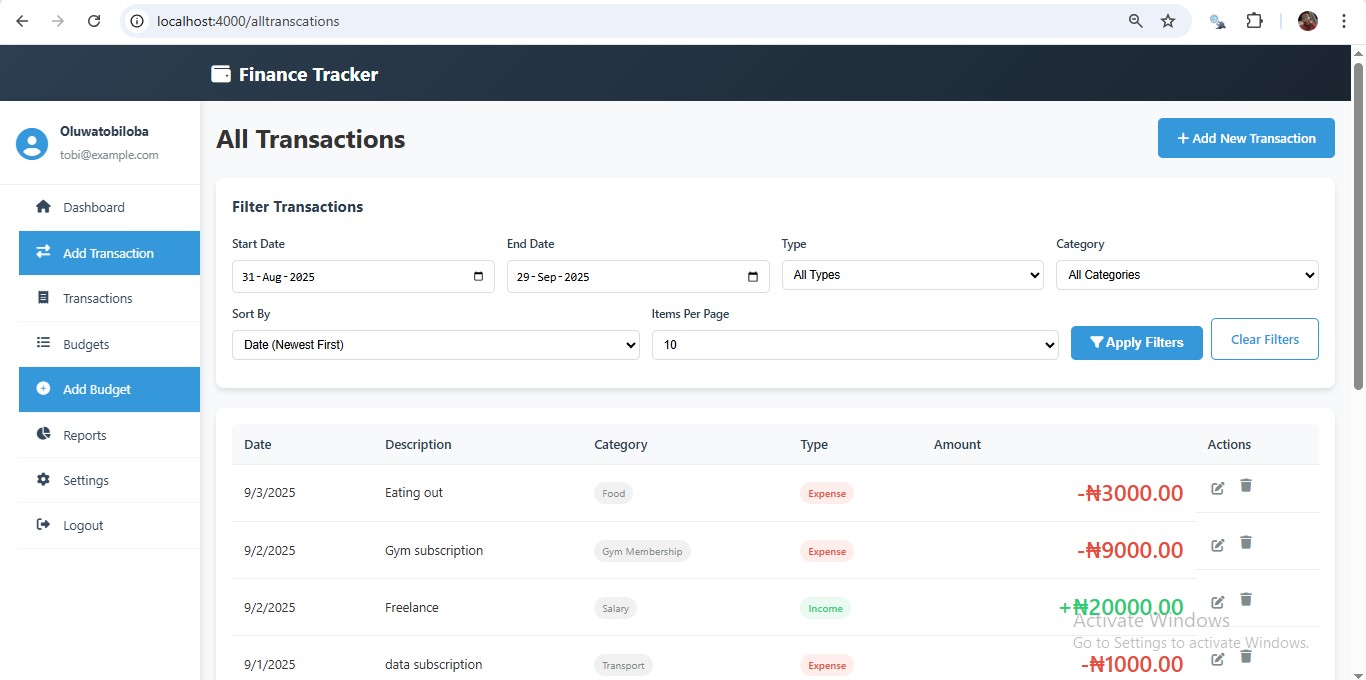 localhost:4000/alltranscations
Finance Tracker
Oluwatobiloba
tobi@example.com
Dashboard
Add Transaction
Transactions
Budgets
Add Budget
Reports
Settings
Logout
All Transactions
+ Add New Transaction
Filter Transactions
Start Date End Date Type Category
31-Aug-2025 29-Sep-2025 All Types All Categories
Sort By Items Per Page
Date (Newest First) 10 Apply Filters Clear Filters
Date Description Category Type Amount Actions
9/3/2025 Eating out Food Expense -₦3000.00
9/2/2025 Gym subscription Gym Membership Expense -₦9000.00
9/2/2025 Freelance Salary Income +₦20000.00
9/1/2025 data subscription Transport Expense -₦1000.00
Activate Windows
Go to Settings to activate Windows.